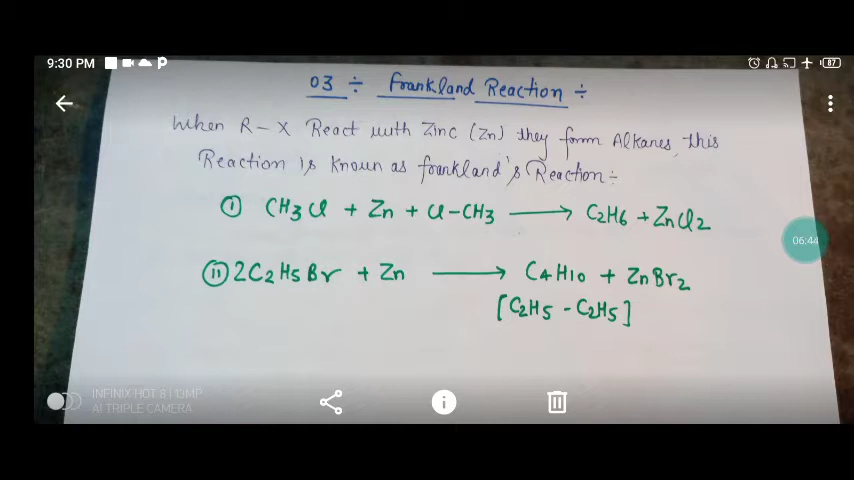 9:30 PM
87
03 ÷ Frankland Reaction ÷
When R - X React with Zinc (Zn) they form Alkanes, this
Reaction is known as frankland's Reaction ÷
(i) CH3Cl + Zn + Cl-CH3 → C2H6 + ZnCl2
06:44
(ii) 2C2H5Br + Zn → C4H10 + ZnBr2
[C2H5 - C2H5]
INFINIX HOT 8 | 13MP
AI TRIPLE CAMERA